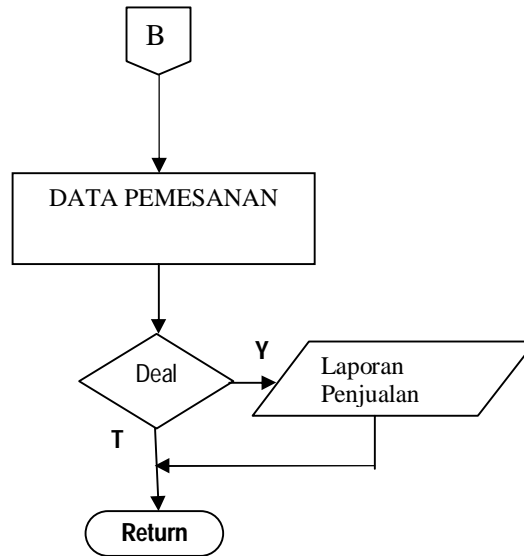 B
DATA PEMESANAN
Deal
Y
Laporan
Penjualan
T
Return